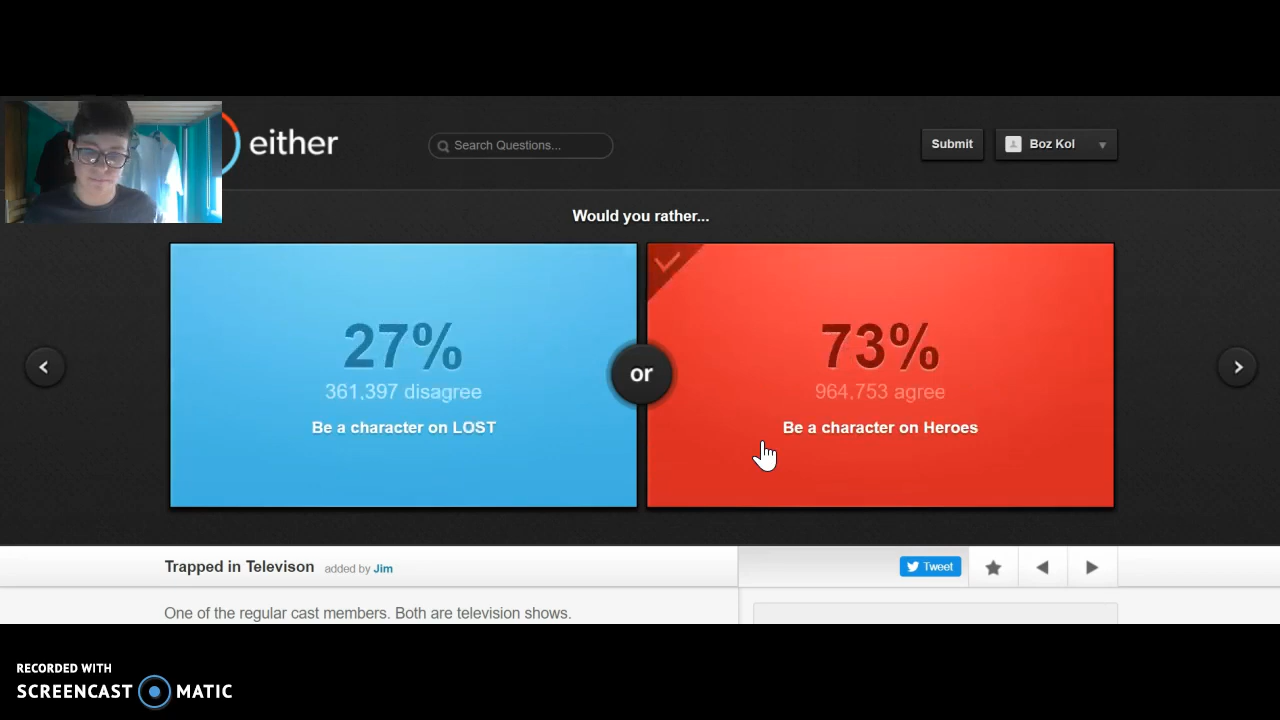 either
Search Questions...
Submit
Boz Kol
Would you rather...
27%
361,397 disagree
Be a character on LOST
or
73%
964,753 agree
Be a character on Heroes
Trapped in Televison added by Jim
Tweet
One of the regular cast members. Both are television shows.
RECORDED WITH
SCREENCAST MATIC